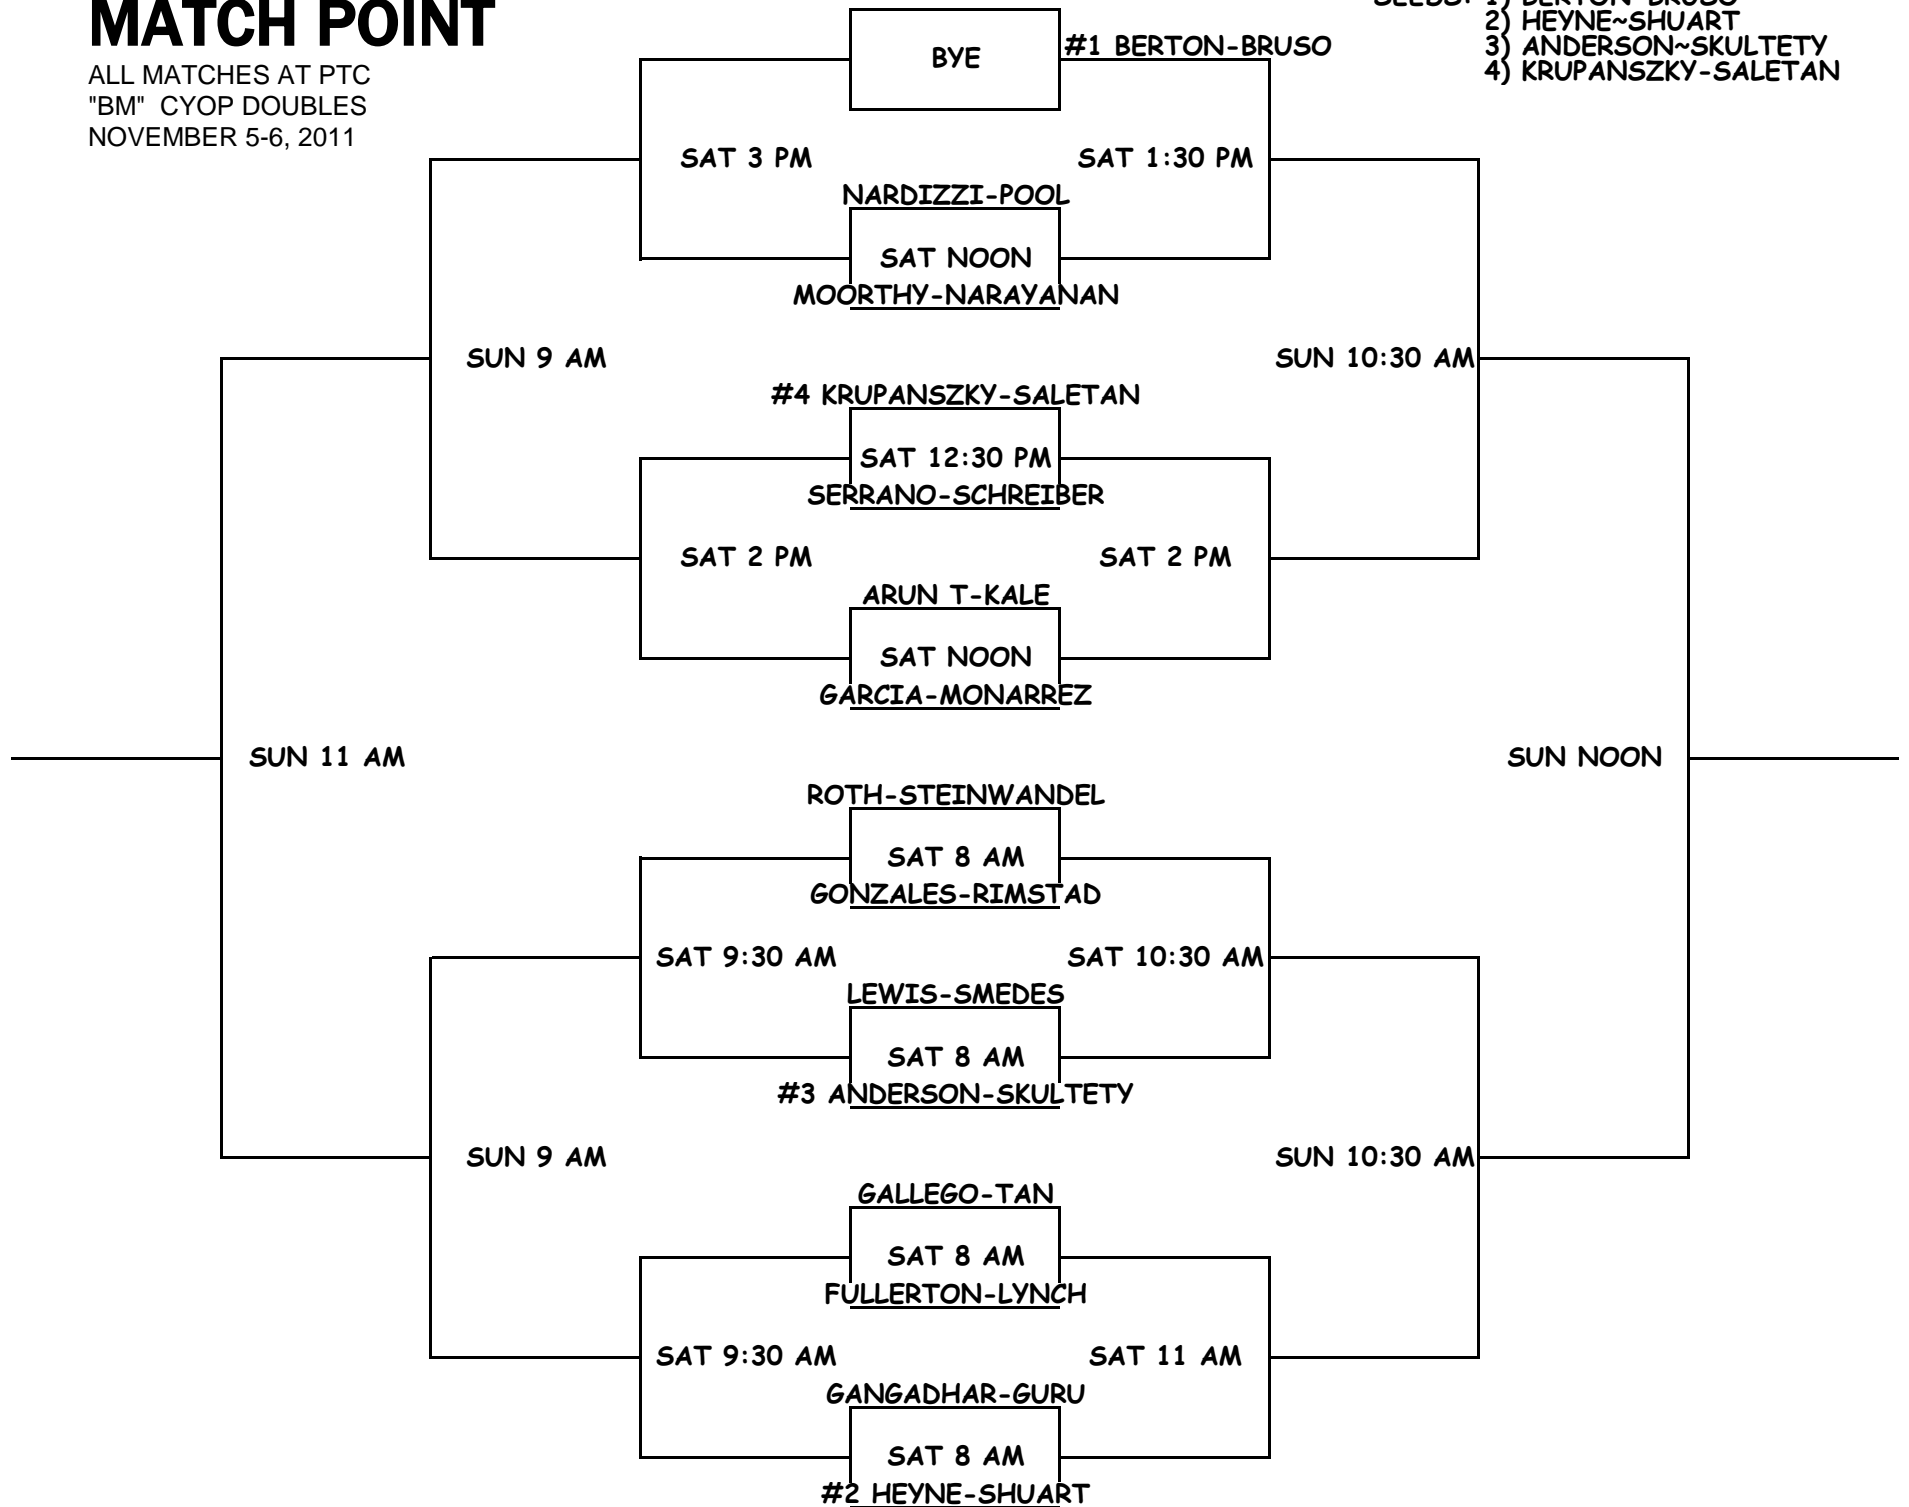 MATCH POINT
ALL MATCHES AT PTC
"BM" CYOP DOUBLES
NOVEMBER 5-6, 2011
SEEDS: 1) BERTON-BRUSO
2) HEYNE~SHUART
3) ANDERSON~SKULTETY
4) KRUPANSZKY-SALETAN
#1 BERTON-BRUSO
BYE
SAT 3 PM
SAT 1:30 PM
NARDIZZI-POOL
SAT NOON
MOORTHY-NARAYANAN
SUN 9 AM
SUN 10:30 AM
#4 KRUPANSZKY-SALETAN
SAT 12:30 PM
SERRANO-SCHREIBER
SAT 2 PM
SAT 2 PM
ARUN T-KALE
SAT NOON
GARCIA-MONARREZ
SUN 11 AM
SUN NOON
ROTH-STEINWANDEL
SAT 8 AM
GONZALES-RIMSTAD
SAT 9:30 AM
SAT 10:30 AM
LEWIS-SMEDES
SAT 8 AM
#3 ANDERSON-SKULTETY
SUN 9 AM
SUN 10:30 AM
GALLEGO-TAN
SAT 8 AM
FULLERTON-LYNCH
SAT 9:30 AM
SAT 11 AM
GANGADHAR-GURU
SAT 8 AM
#2 HEYNE-SHUART